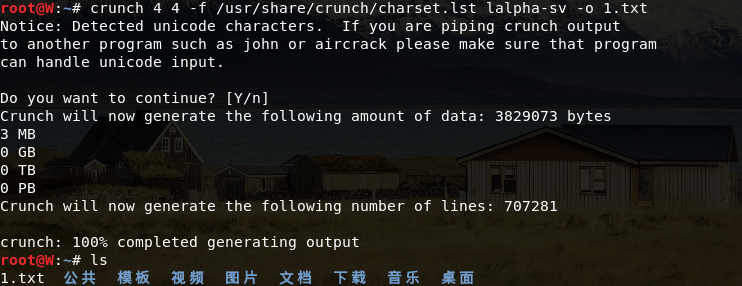 root@W:~# crunch 4 4 -f /usr/share/crunch/charset.lst lalpha-sv -o 1.txt
Notice: Detected unicode characters.  If you are piping crunch output
to another program such as john or aircrack please make sure that program
can handle unicode input.
Do you want to continue? [Y/n]
Crunch will now generate the following amount of data: 3829073 bytes
3 MB
0 GB
0 TB
0 PB
Crunch will now generate the following number of lines: 707281
crunch: 100% completed generating output
root@W:~# ls
1.txt  公共  模板  视频  图片  文档  下载  音乐  桌面